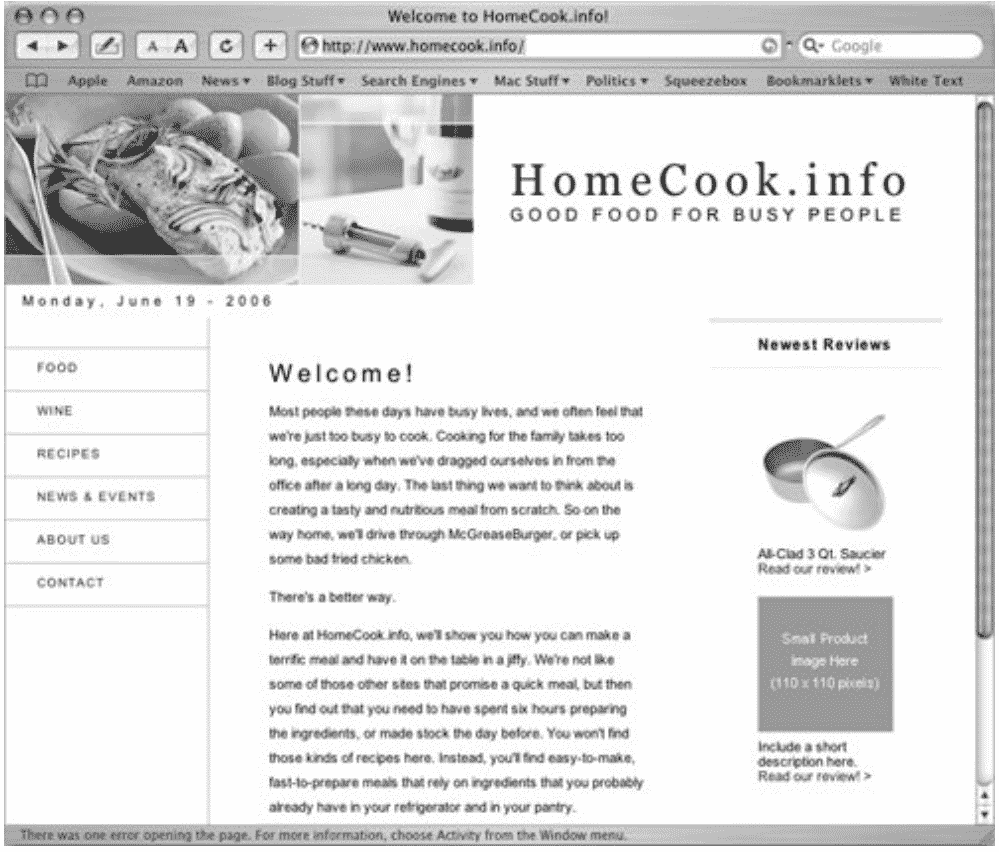 Welcome to HomeCook.info!
A A http://www.homecook.info/ Google
Apple Amazon News Blog Stuff Search Engines Mac Stuff Politics Squeezebox Bookmarklets White Text
HomeCook.info
GOOD FOOD FOR BUSY PEOPLE
Monday, June 19 - 2006
FOOD
WINE
RECIPES
NEWS & EVENTS
ABOUT US
CONTACT
Welcome!
Most people these days have busy lives, and we often feel that
we're just too busy to cook. Cooking for the family takes too
long, especially when we've dragged ourselves in from the
office after a long day. The last thing we want to think about is
creating a tasty and nutritious meal from scratch. So on the
way home, we'll drive through McGreaseBurger, or pick up
some bad fried chicken.
There's a better way.
Here at HomeCook.info, we'll show you how you can make a
terrific meal and have it on the table in a jiffy. We're not like
some of those other sites that promise a quick meal, but then
you find out that you need to have spent six hours preparing
the ingredients, or made stock the day before. You won't find
those kinds of recipes here. Instead, you'll find easy-to-make,
fast-to-prepare meals that rely on ingredients that you probably
already have in your refrigerator and in your pantry.
Newest Reviews
All-Clad 3 Qt. Saucier
Read our review! >
Small Product
Image Here
(110 x 110 pixels)
Include a short
description here.
Read our review! >
There was one error opening the page. For more information, choose Activity from the Window menu.